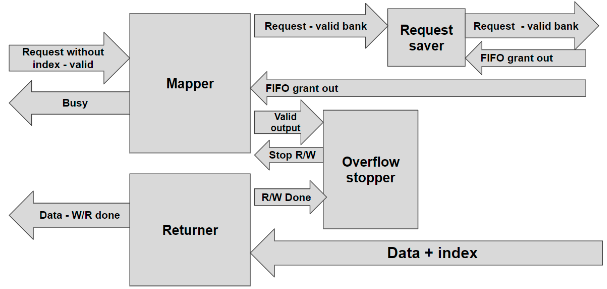 Request - valid bank
Request
saver
Request - valid bank
Request without
index - valid
Mapper
FIFO grant out
FIFO grant out
Busy
Valid
output
Stop R/W
Overflow
stopper
R/W Done
Data - W/R done
Returner
Data + index